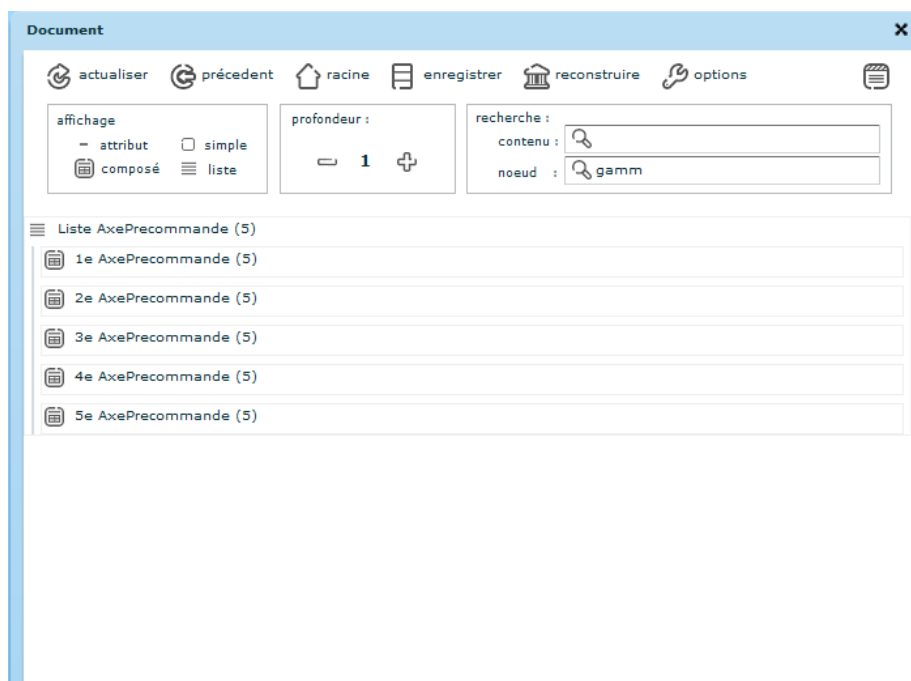 Document
actualiser précedent racine enregistrer reconstruire options
affichage
attribut simple
composé liste
profondeur :
1
recherche :
contenu :
noeud : gamm
Liste AxePrecommande (5)
1e AxePrecommande (5)
2e AxePrecommande (5)
3e AxePrecommande (5)
4e AxePrecommande (5)
5e AxePrecommande (5)